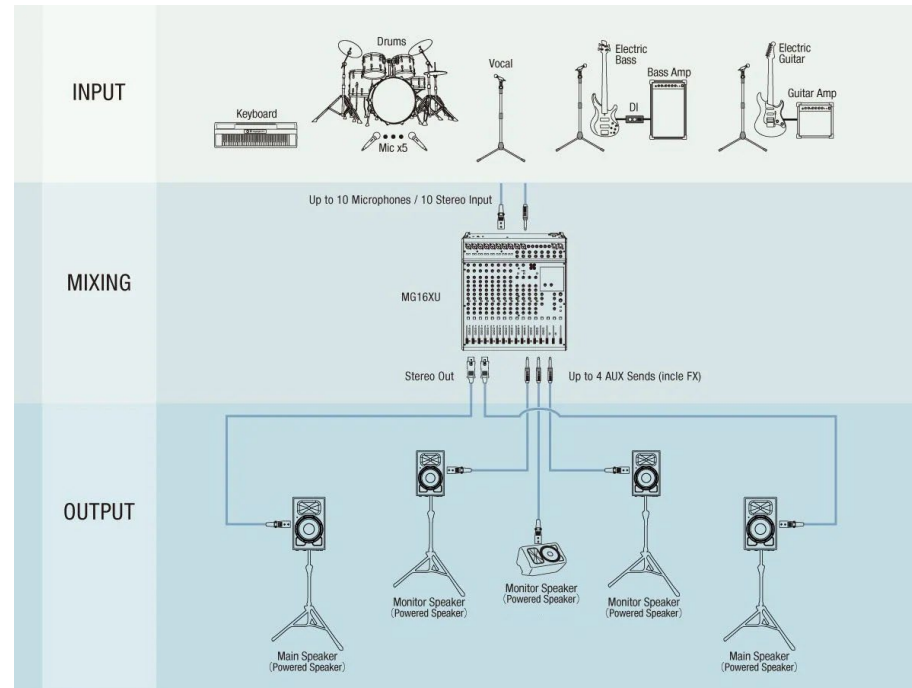 INPUT
Keyboard
Drums
Mic x5
Vocal
Electric
Bass
DI
Bass Amp
Electric
Guitar
Guitar Amp
MIXING
Up to 10 Microphones / 10 Stereo Input
MG16XU
Stereo Out
Up to 4 AUX Sends (incle FX)
OUTPUT
Main Speaker
(Powered Speaker)
Monitor Speaker
(Powered Speaker)
Monitor Speaker
(Powered Speaker)
Monitor Speaker
(Powered Speaker)
Main Speaker
(Powered Speaker)